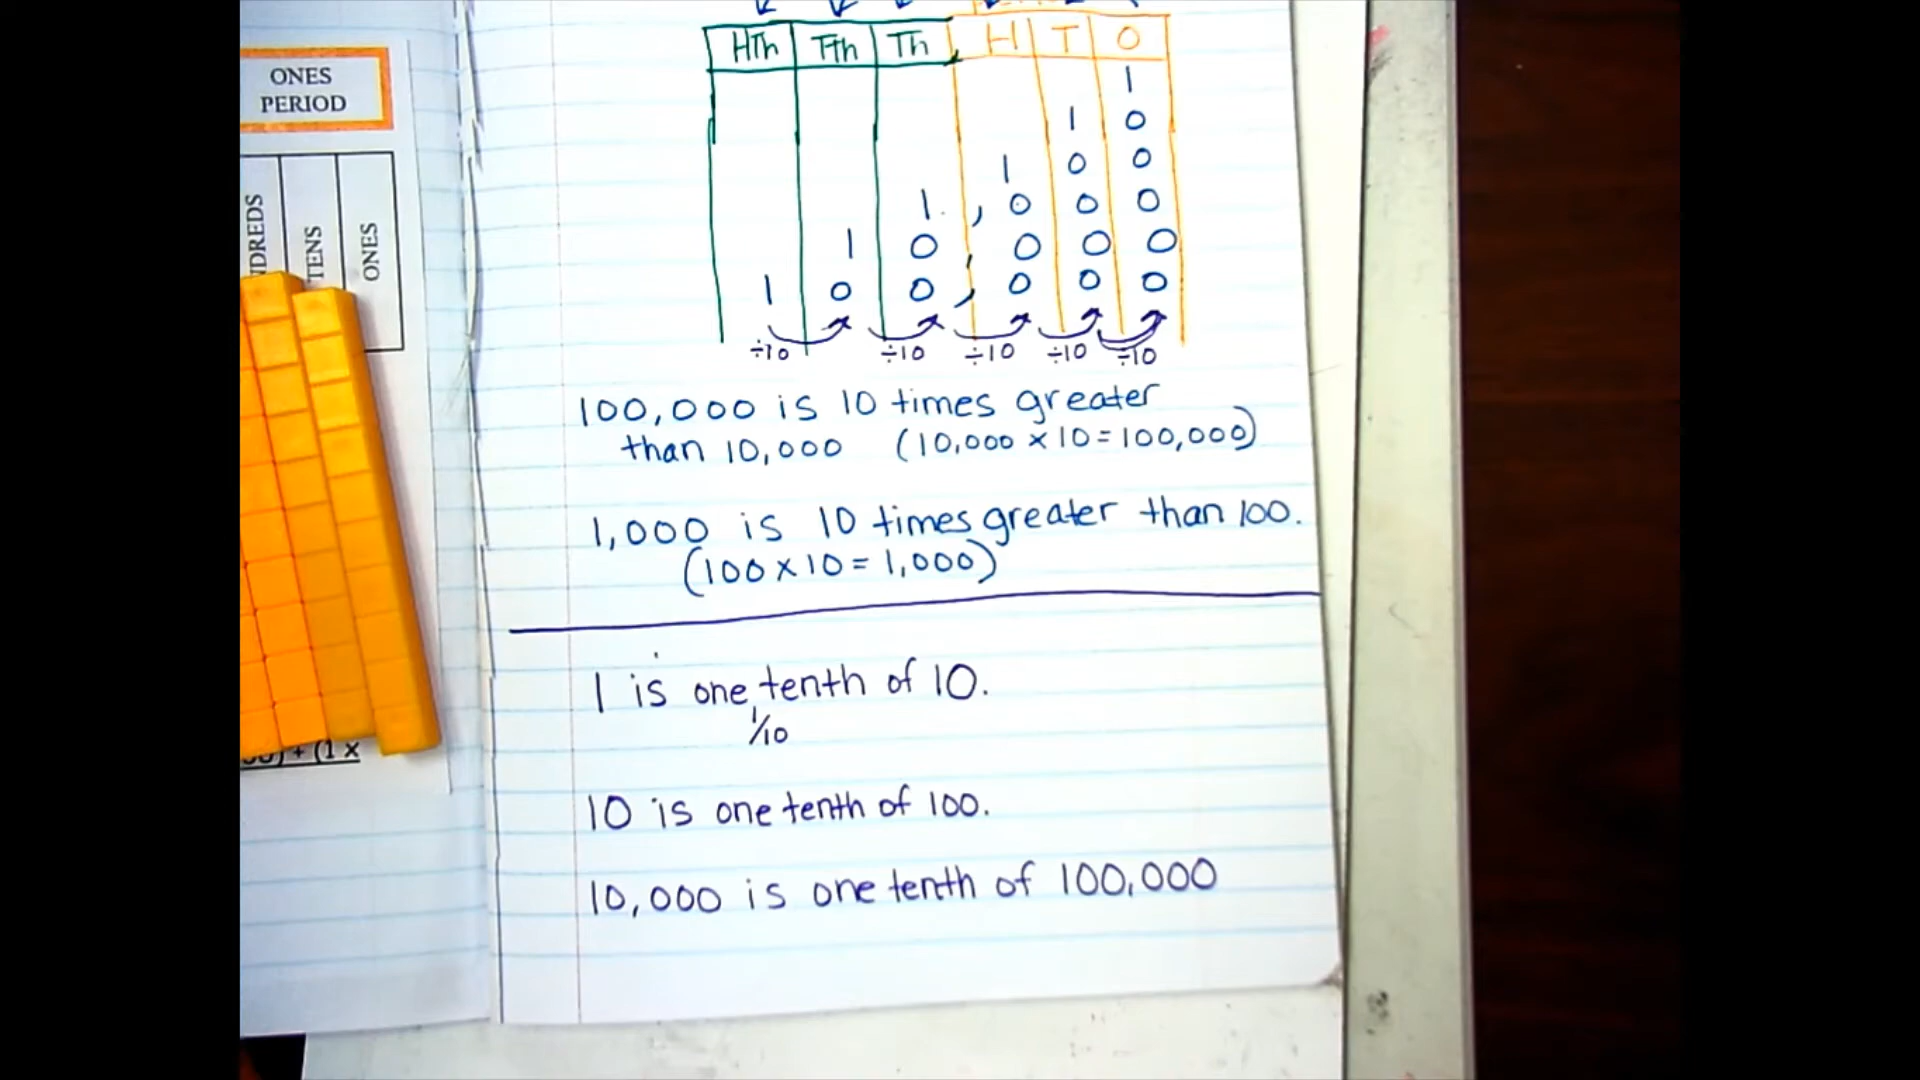 ONES
PERIOD
TENS
ONES
+ (1 x
HTh TTh Th H T O
1
1 0
1 0 0
1 , 0 0 0
1 0 , 0 0 0
1 0 0 , 0 0 0
÷10 ÷10 ÷10 ÷10 ÷10
100,000 is 10 times greater
than 10,000 (10,000 x 10 = 100,000)
1,000 is 10 times greater than 100.
(100 x 10 = 1,000)
1 is one tenth of 10.
1/10
10 is one tenth of 100.
10,000 is one tenth of 100,000